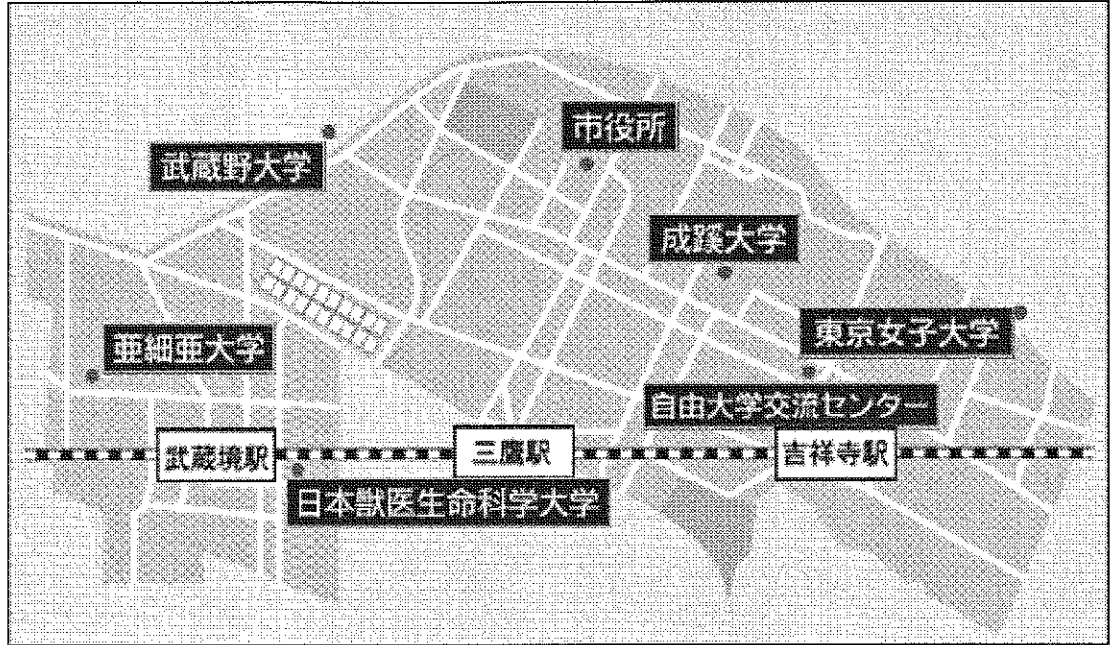 市役所
武蔵野大学
成蹊大学
東京女子大学
亜細亜大学
自由大学交流センター
武蔵境駅
三鷹駅
吉祥寺駅
日本獣医生命科学大学